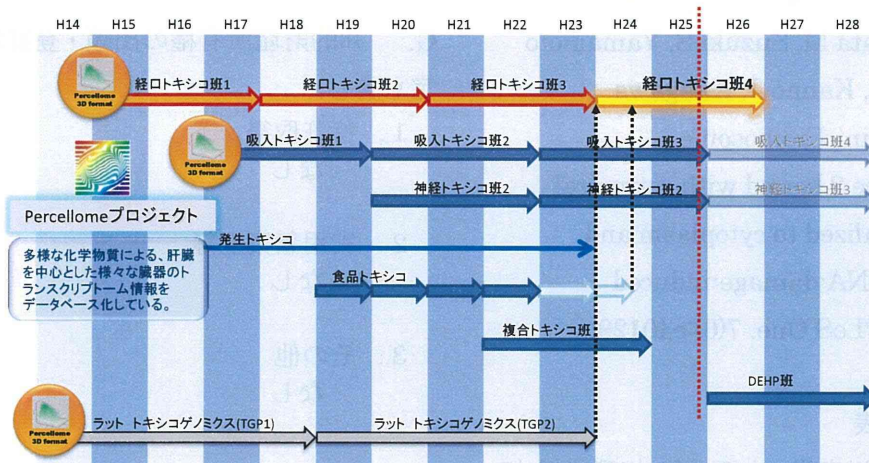 H14 H15 H16 H17 H18 H19 H20 H21 H22 H23 H24 H25 H26 H27 H28
Percellome
3D format
経口トキシコ班1 経口トキシコ班2 経口トキシコ班3 経口トキシコ班4
Percellome
3D format
吸入トキシコ班1 吸入トキシコ班2 吸入トキシコ班3 吸入トキシコ班4
神経トキシコ班2 神経トキシコ班2 神経トキシコ班3
Percellomeプロジェクト
発生トキシコ
多様な化学物質による、肝臓
を中心とした様々な臓器のト
ランスクリプトーム情報を
データベース化している。
食品トキシコ
複合トキシコ班
DEHP班
Percellome
3D format
ラット トキシコゲノミクス(TGP1) ラット トキシコゲノミクス(TGP2)